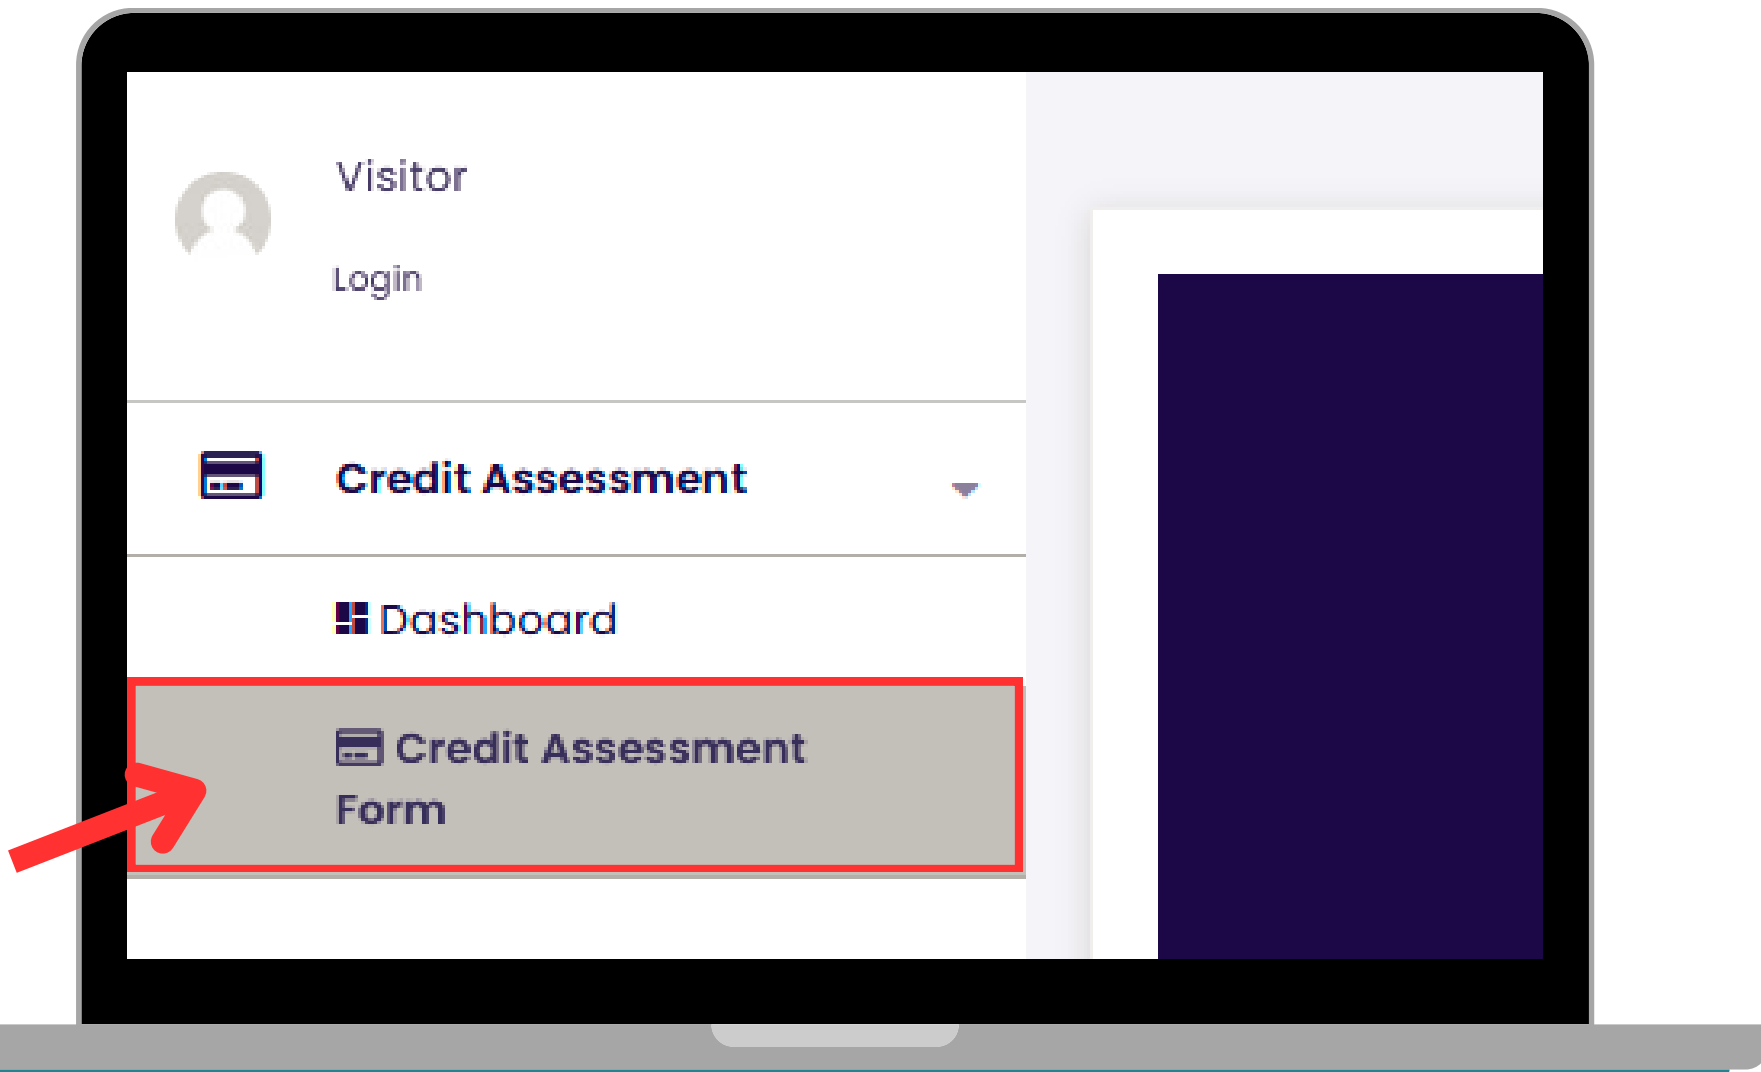 Visitor
Login
Credit Assessment
Dashboard
Credit Assessment
Form